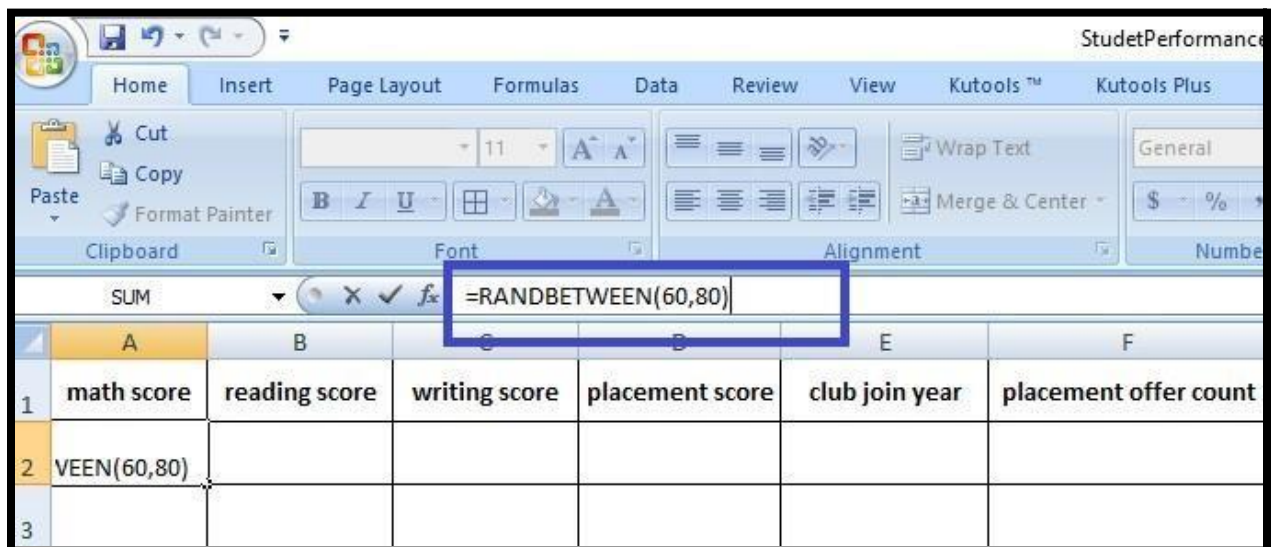 StudetPerformance
Home Insert Page Layout Formulas Data Review View Kutools ™ Kutools Plus
Cut
Copy
Paste
Format Painter
11 A A
Wrap Text
General
B I U A
Merge & Center
$ %
Clipboard Font Alignment Numbe
SUM fx =RANDBETWEEN(60,80)
A B C D E F
1 math score reading score writing score placement score club join year placement offer count
2 VEEN(60,80)
3